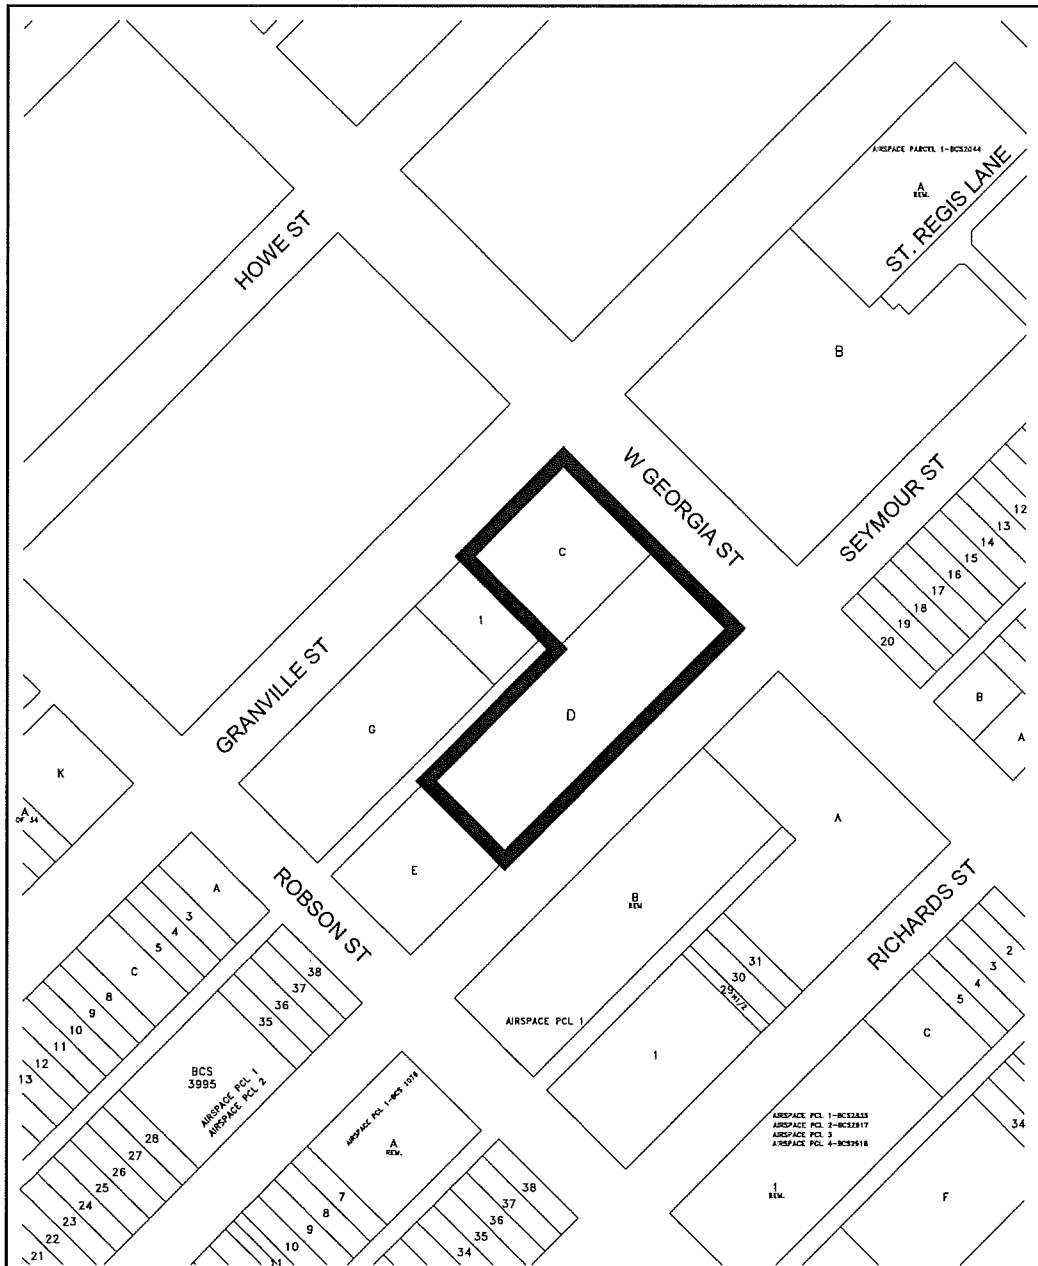 AIRSPACE PARCEL 1-BCS2044
A
REM.
ST. REGIS LANE
HOWE ST
B
W GEORGIA ST
SEYMOUR ST
12
13
14
15
16
17
18
19
20
C
1
GRANVILLE ST
D
G
B
A
K
A
OF 34
E
A
B
REM
ROBSON ST
RICHARDS ST
A
3
4
5
C
8
9
10
11
12
13
38
37
36
35
31
30
29 N1/2
2
3
4
5
C
AIRSPACE PCL 1
1
BCS
3995
AIRSPACE PCL 1
AIRSPACE PCL 2
AIRSPACE PCL 1-BCS 1078
A
REM.
AIRSPACE PCL 1-BCS2835
AIRSPACE PCL 2-BCS2917
AIRSPACE PCL 3
AIRSPACE PCL 4-BCS2918
34
28
27
26
25
24
23
22
21
7
8
9
10
11
38
37
36
35
34
1
REM.
F